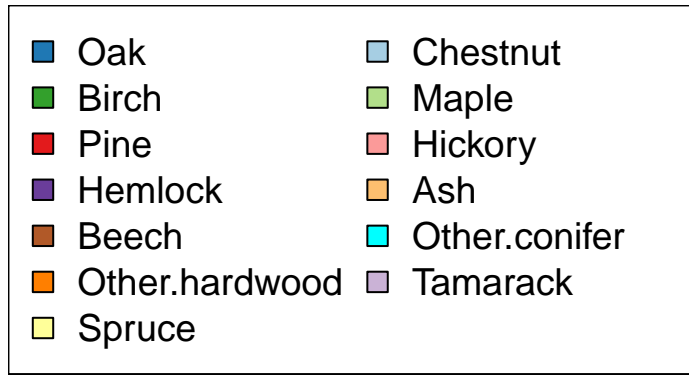 Oak
Birch
Pine
Hemlock
Beech
Other.hardwood
Spruce
Chestnut
Maple
Hickory
Ash
Other.conifer
Tamarack